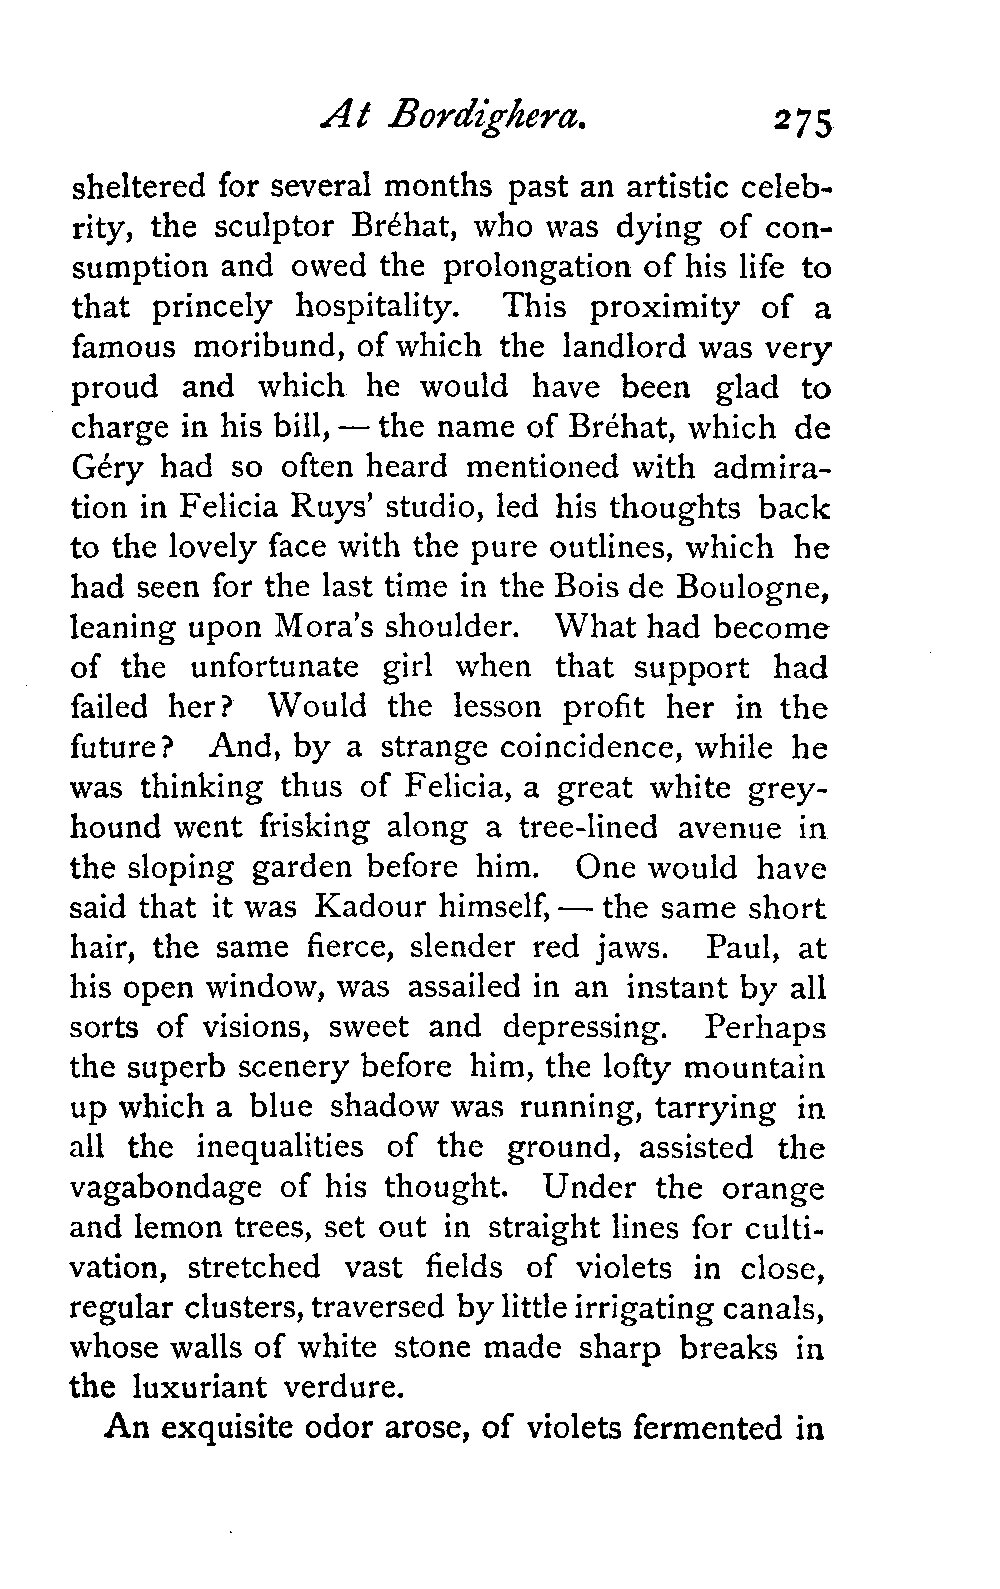 At Bordighera. 275
sheltered for several months past an artistic celeb-
rity, the sculptor Bréhat, who was dying of con-
sumption and owed the prolongation of his life to
that princely hospitality. This proximity of a
famous moribund, of which the landlord was very
proud and which he would have been glad to
charge in his bill, — the name of Bréhat, which de
Géry had so often heard mentioned with admira-
tion in Felicia Ruys' studio, led his thoughts back
to the lovely face with the pure outlines, which he
had seen for the last time in the Bois de Boulogne,
leaning upon Mora's shoulder. What had become
of the unfortunate girl when that support had
failed her? Would the lesson profit her in the
future? And, by a strange coincidence, while he
was thinking thus of Felicia, a great white grey-
hound went frisking along a tree-lined avenue in
the sloping garden before him. One would have
said that it was Kadour himself, — the same short
hair, the same fierce, slender red jaws. Paul, at
his open window, was assailed in an instant by all
sorts of visions, sweet and depressing. Perhaps
the superb scenery before him, the lofty mountain
up which a blue shadow was running, tarrying in
all the inequalities of the ground, assisted the
vagabondage of his thought. Under the orange
and lemon trees, set out in straight lines for culti-
vation, stretched vast fields of violets in close,
regular clusters, traversed by little irrigating canals,
whose walls of white stone made sharp breaks in
the luxuriant verdure.
An exquisite odor arose, of violets fermented in